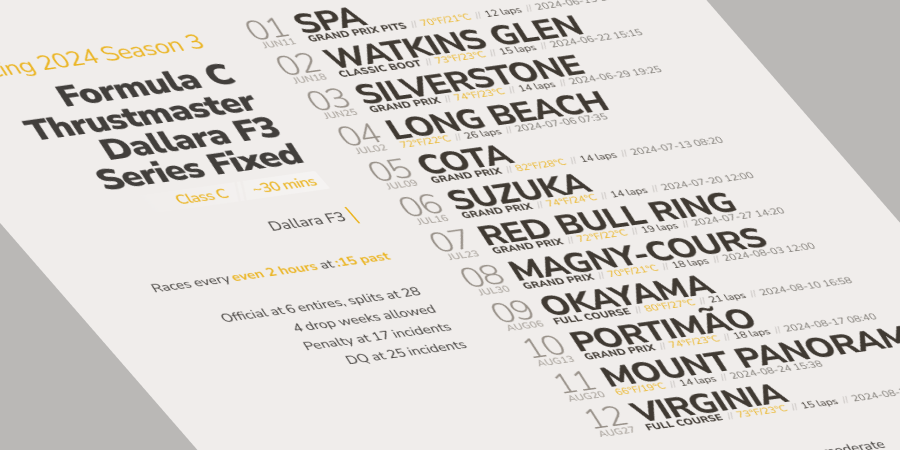 ing 2024 Season 3
Formula C
Thrustmaster
Dallara F3
Series Fixed
Class C ~30 mins
Dallara F3
Races every even 2 hours at :15 past
Official at 6 entires, splits at 28
4 drop weeks allowed
Penalty at 17 incidents
DQ at 25 incidents
01 SPA
JUN11 GRAND PRIX PITS // 70°F/21°C // 12 laps //
02 WATKINS GLEN
JUN18 CLASSIC BOOT // 73°F/23°C // 15 laps // 2024-06-22 15:15
03 SILVERSTONE
JUN25 GRAND PRIX // 74°F/23°C // 14 laps // 2024-06-29 19:25
04 LONG BEACH
JUL02 72°F/22°C // 26 laps // 2024-07-06 07:35
05 COTA
JUL09 GRAND PRIX // 82°F/28°C // 14 laps // 2024-07-13 08:20
06 SUZUKA
JUL16 GRAND PRIX // 74°F/24°C // 14 laps // 2024-07-20 12:00
07 RED BULL RING
JUL23 GRAND PRIX // 72°F/22°C // 19 laps // 2024-07-27 14:20
08 MAGNY-COURS
JUL30 GRAND PRIX // 70°F/21°C // 18 laps // 2024-08-03 12:00
09 OKAYAMA
AUG06 FULL COURSE // 80°F/27°C // 21 laps // 2024-08-10 16:58
10 PORTIMÃO
AUG13 GRAND PRIX // 74°F/23°C // 18 laps // 2024-08-17 08:40
11 MOUNT PANORAM
AUG20 66°F/19°C // 14 laps // 2024-08-24 15:38
12 VIRGINIA
AUG27 FULL COURSE // 73°F/23°C // 15 laps // 2024-08-
moderate